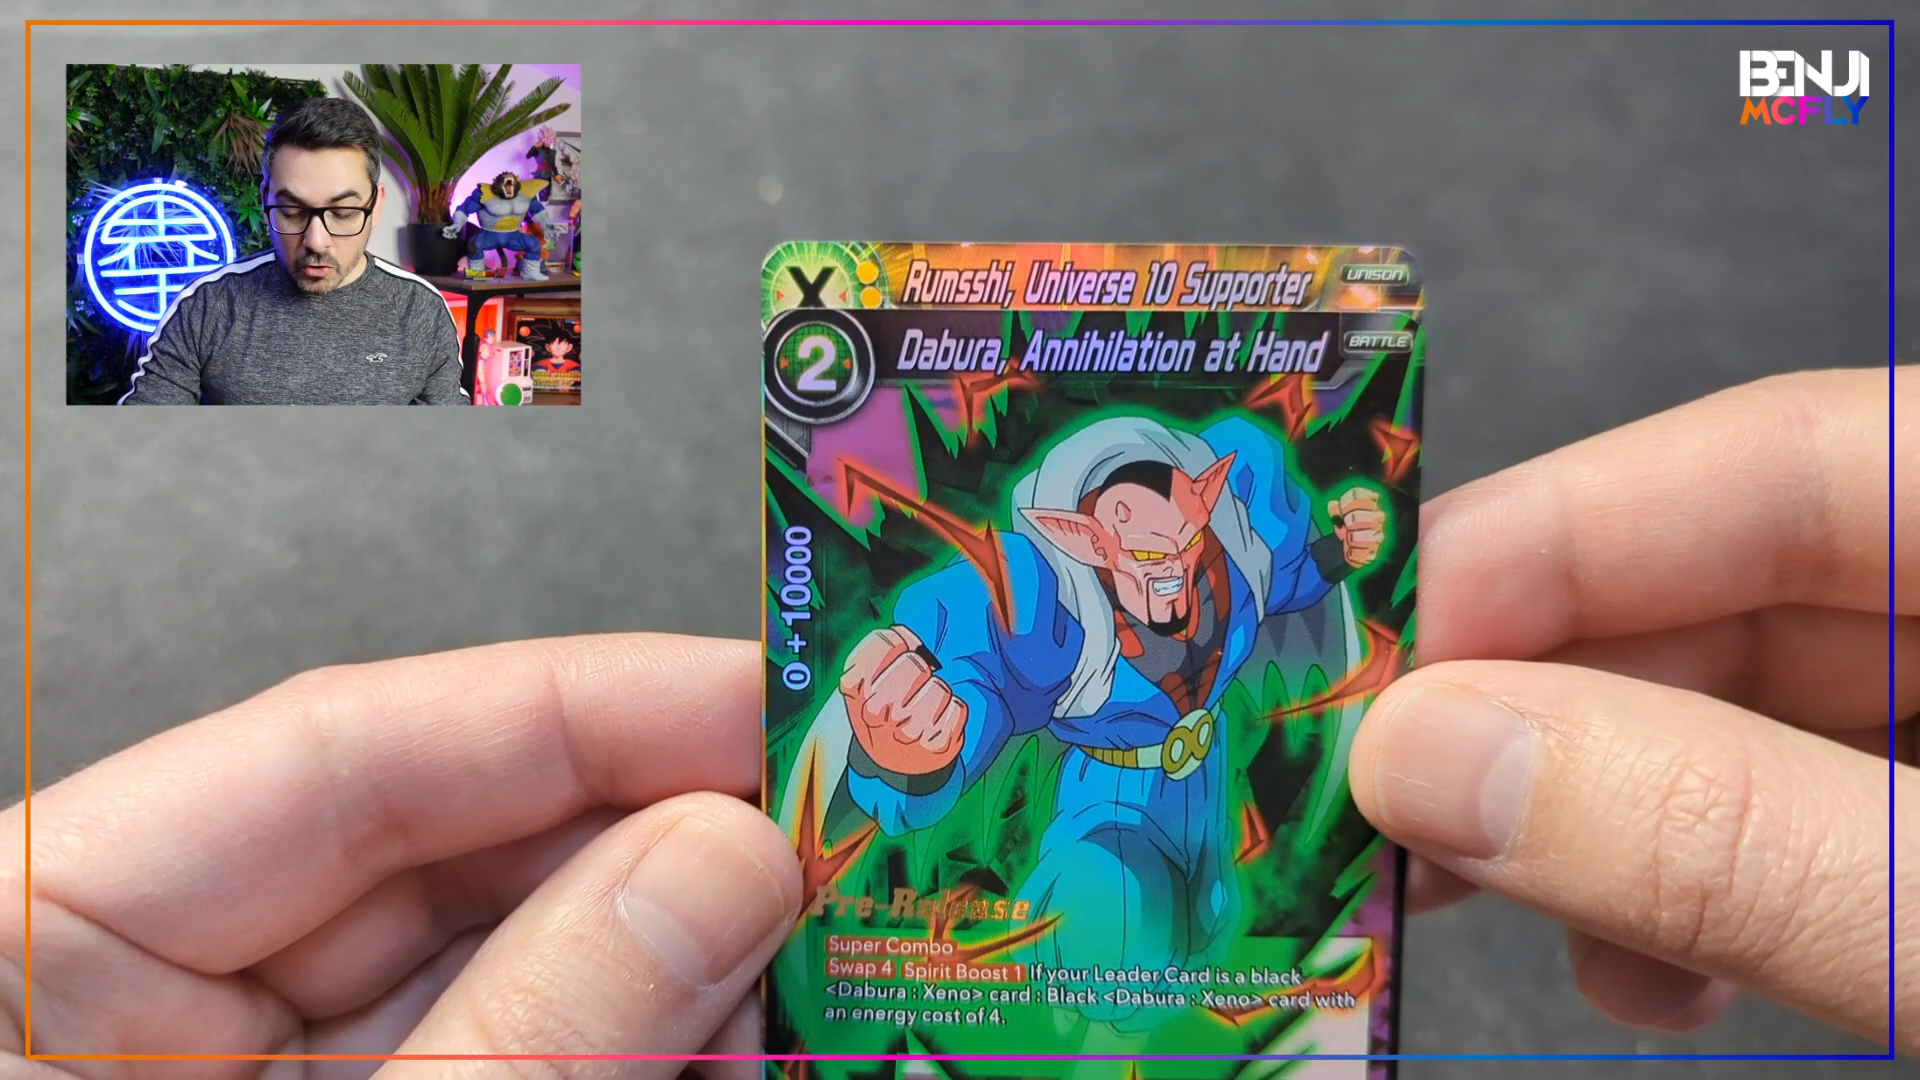 BENJI
MCFLY
X
Rumsshi, Universe 10 Supporter
UNISON
2
Dabura, Annihilation at Hand
BATTLE
0 +10000
Pre-Release
Super Combo
Swap 4 Spirit Boost 1 If your Leader Card is a black
<Dabura : Xeno> card : Black <Dabura : Xeno> card with
an energy cost of 4.